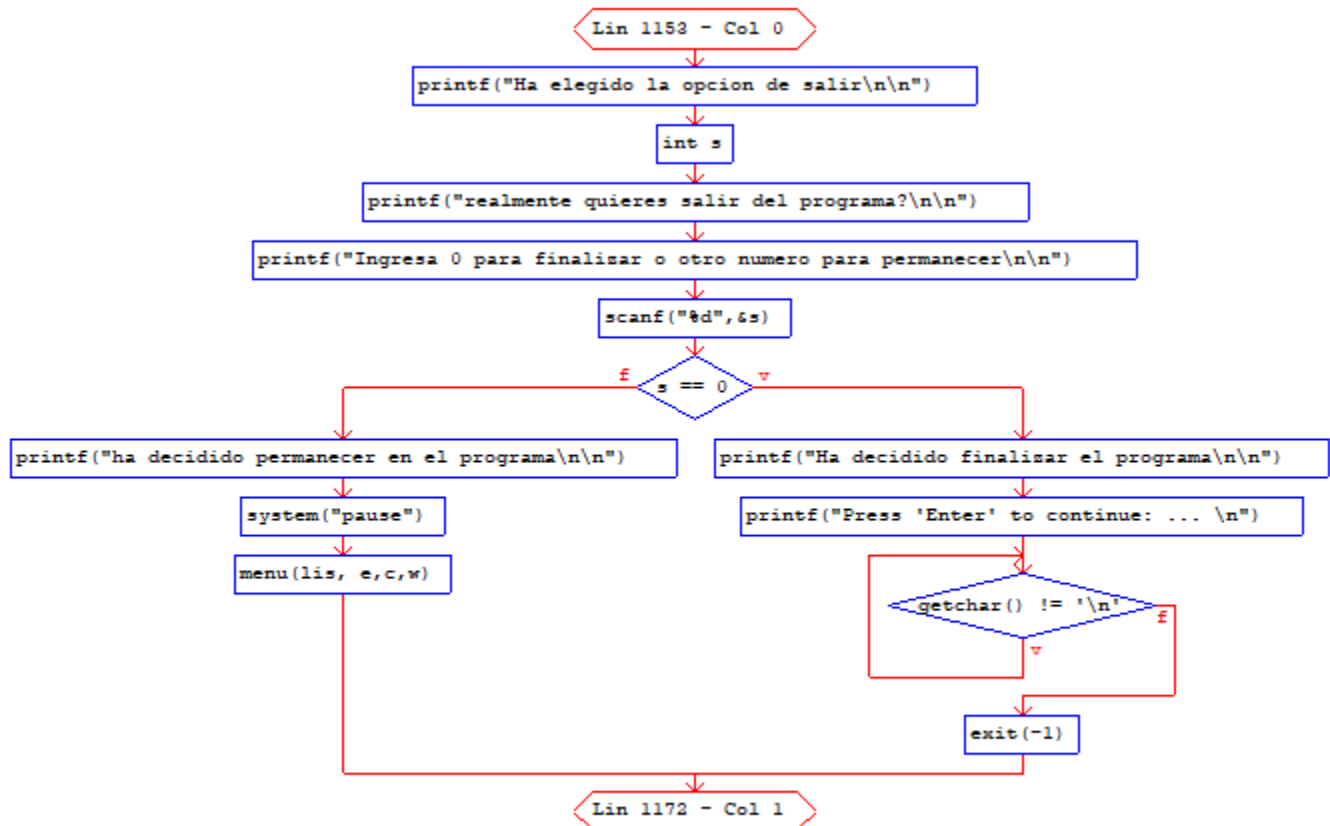 Lin 1153 - Col 0
printf("Ha elegido la opcion de salir\n\n")
int s
printf("realmente quieres salir del programa?\n\n")
printf("Ingresa 0 para finalizar o otro numero para permanecer\n\n")
scanf("%d",&s)
f
s == 0
v
printf("ha decidido permanecer en el programa\n\n")
printf("Ha decidido finalizar el programa\n\n")
system("pause")
printf("Press 'Enter' to continue: ... \n")
menu(lis, e,c,w)
getchar() != '\n'
f
v
exit(-1)
Lin 1172 - Col 1